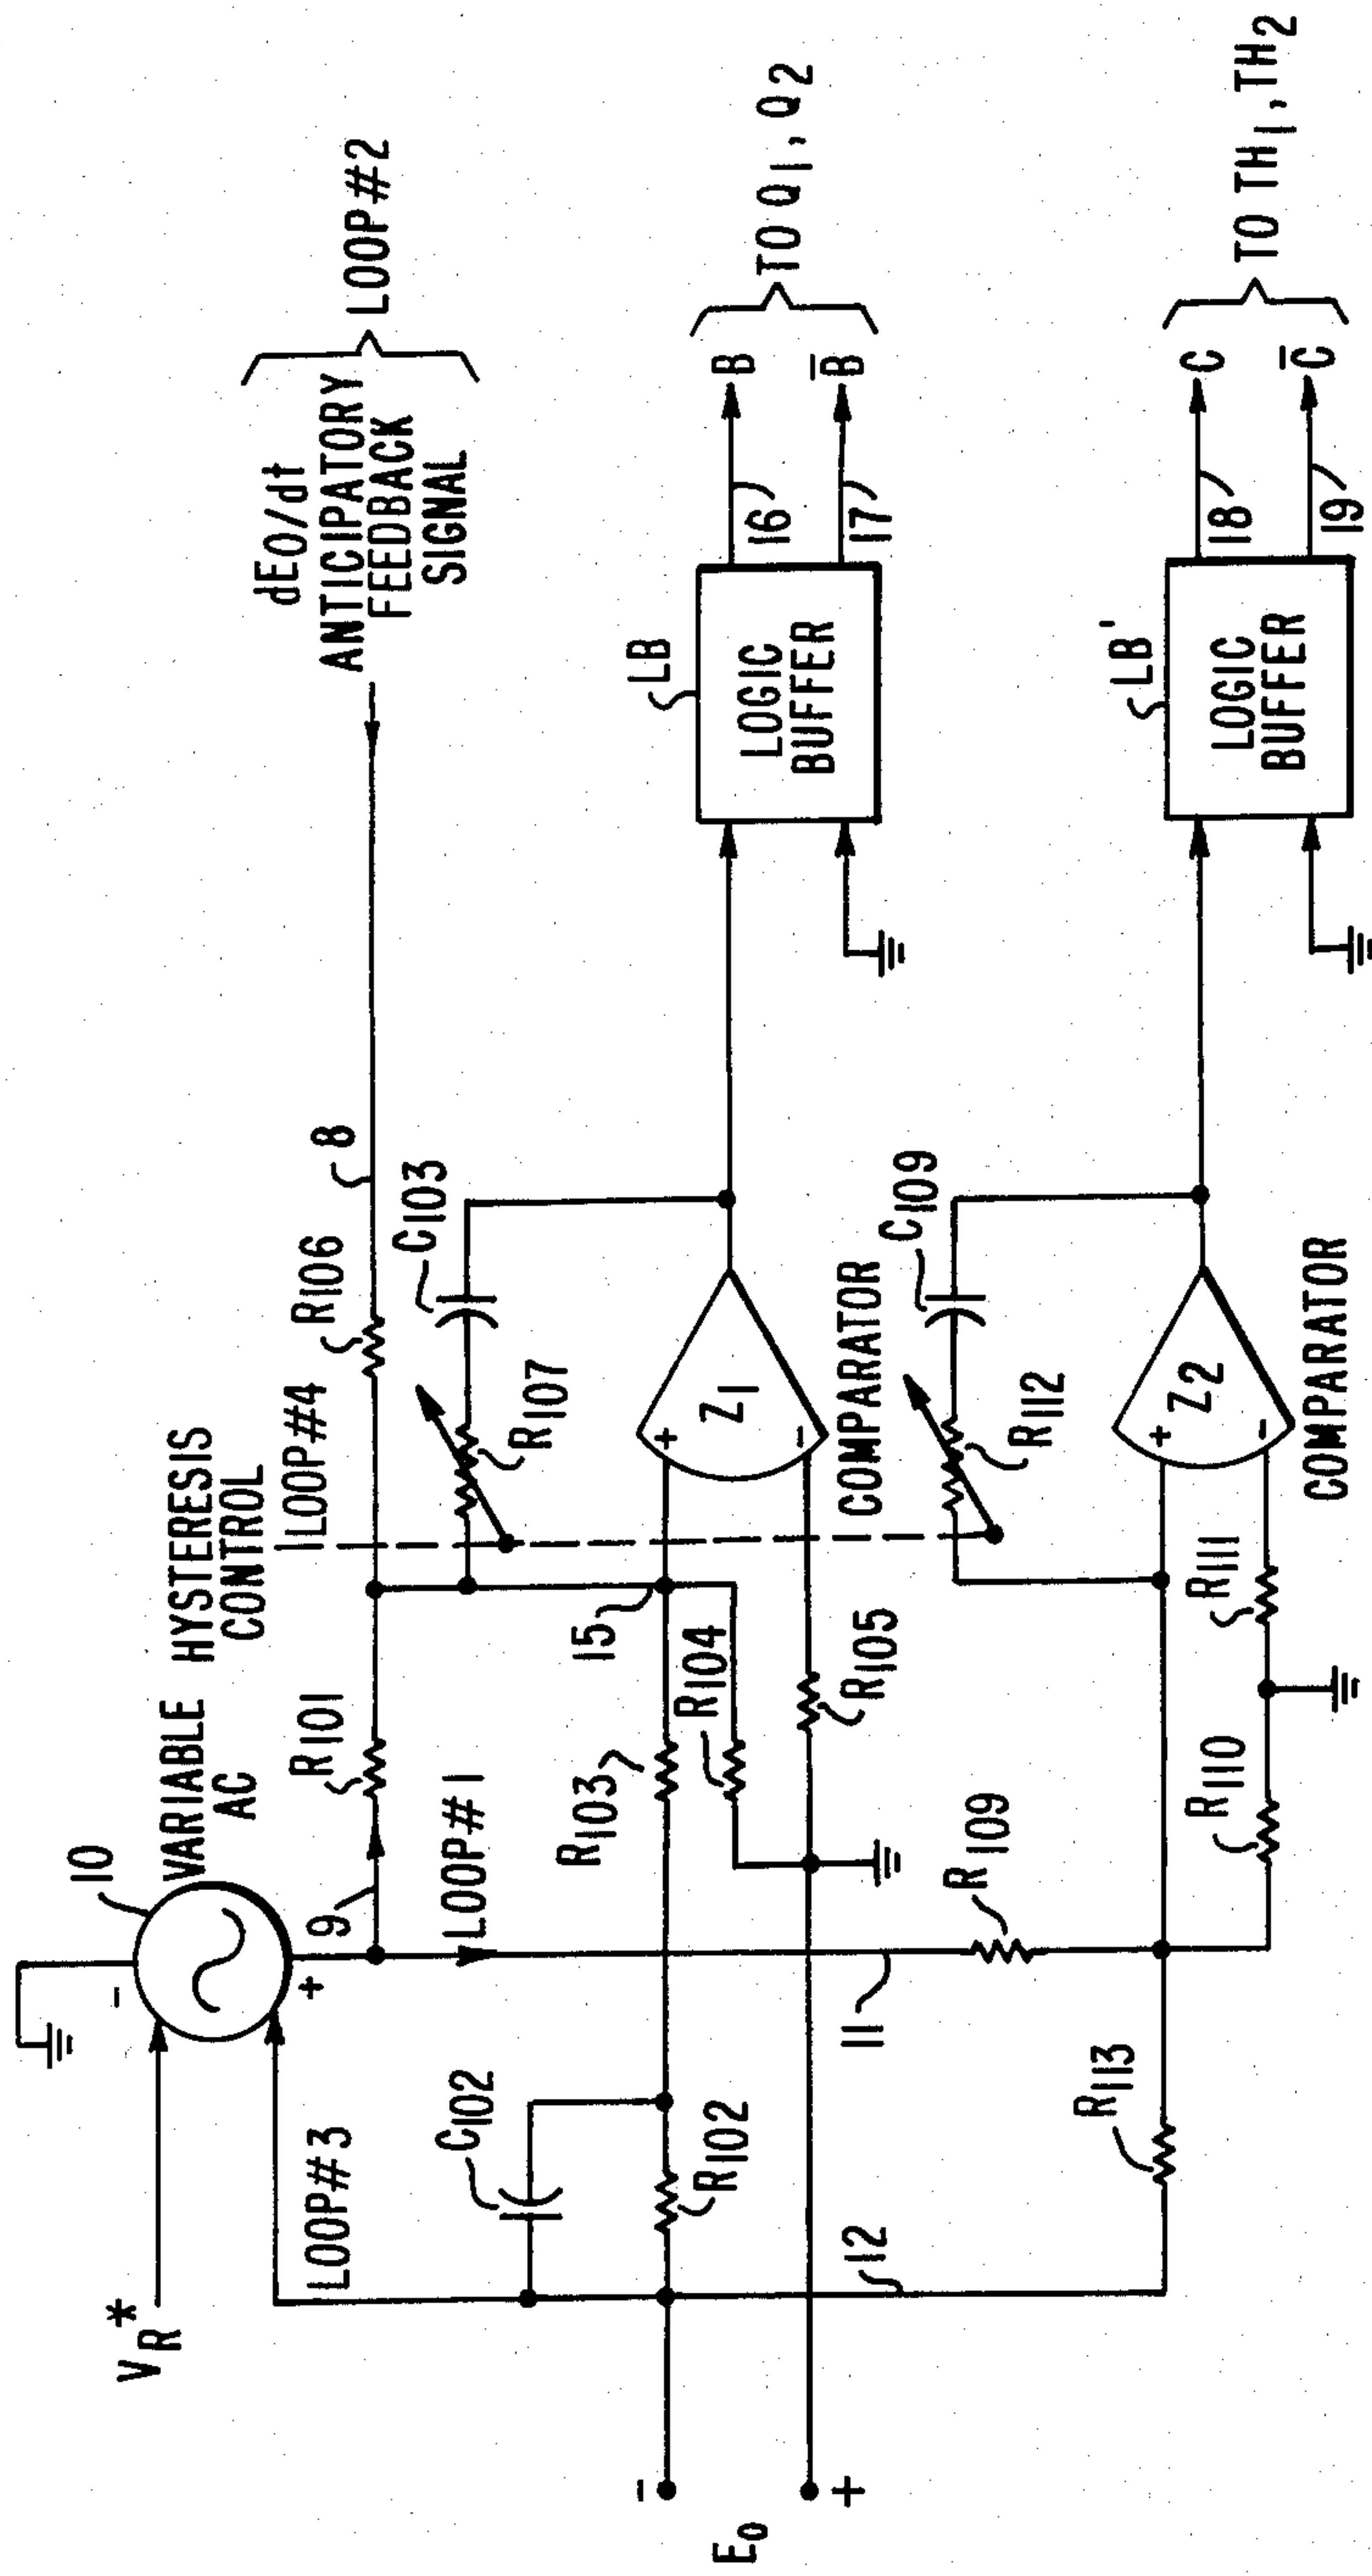 V_R*
10
VARIABLE
AC
HYSTERESIS
CONTROL
LOOP#4
-
+
9
R101
R106
8
dE0/dt
ANTICIPATORY
FEEDBACK
SIGNAL
LOOP#2
LOOP#3
LOOP#1
C102
R102
R103
R104
15
R105
R107
C103
+
-
Z1
COMPARATOR
LB
LOGIC
BUFFER
16
17
B
B̅
TO Q1, Q2
-
E0
+
12
11
R109
R113
R110
R111
R112
C109
+
-
Z2
COMPARATOR
LB'
LOGIC
BUFFER
18
19
C
C̅
TO TH1, TH2